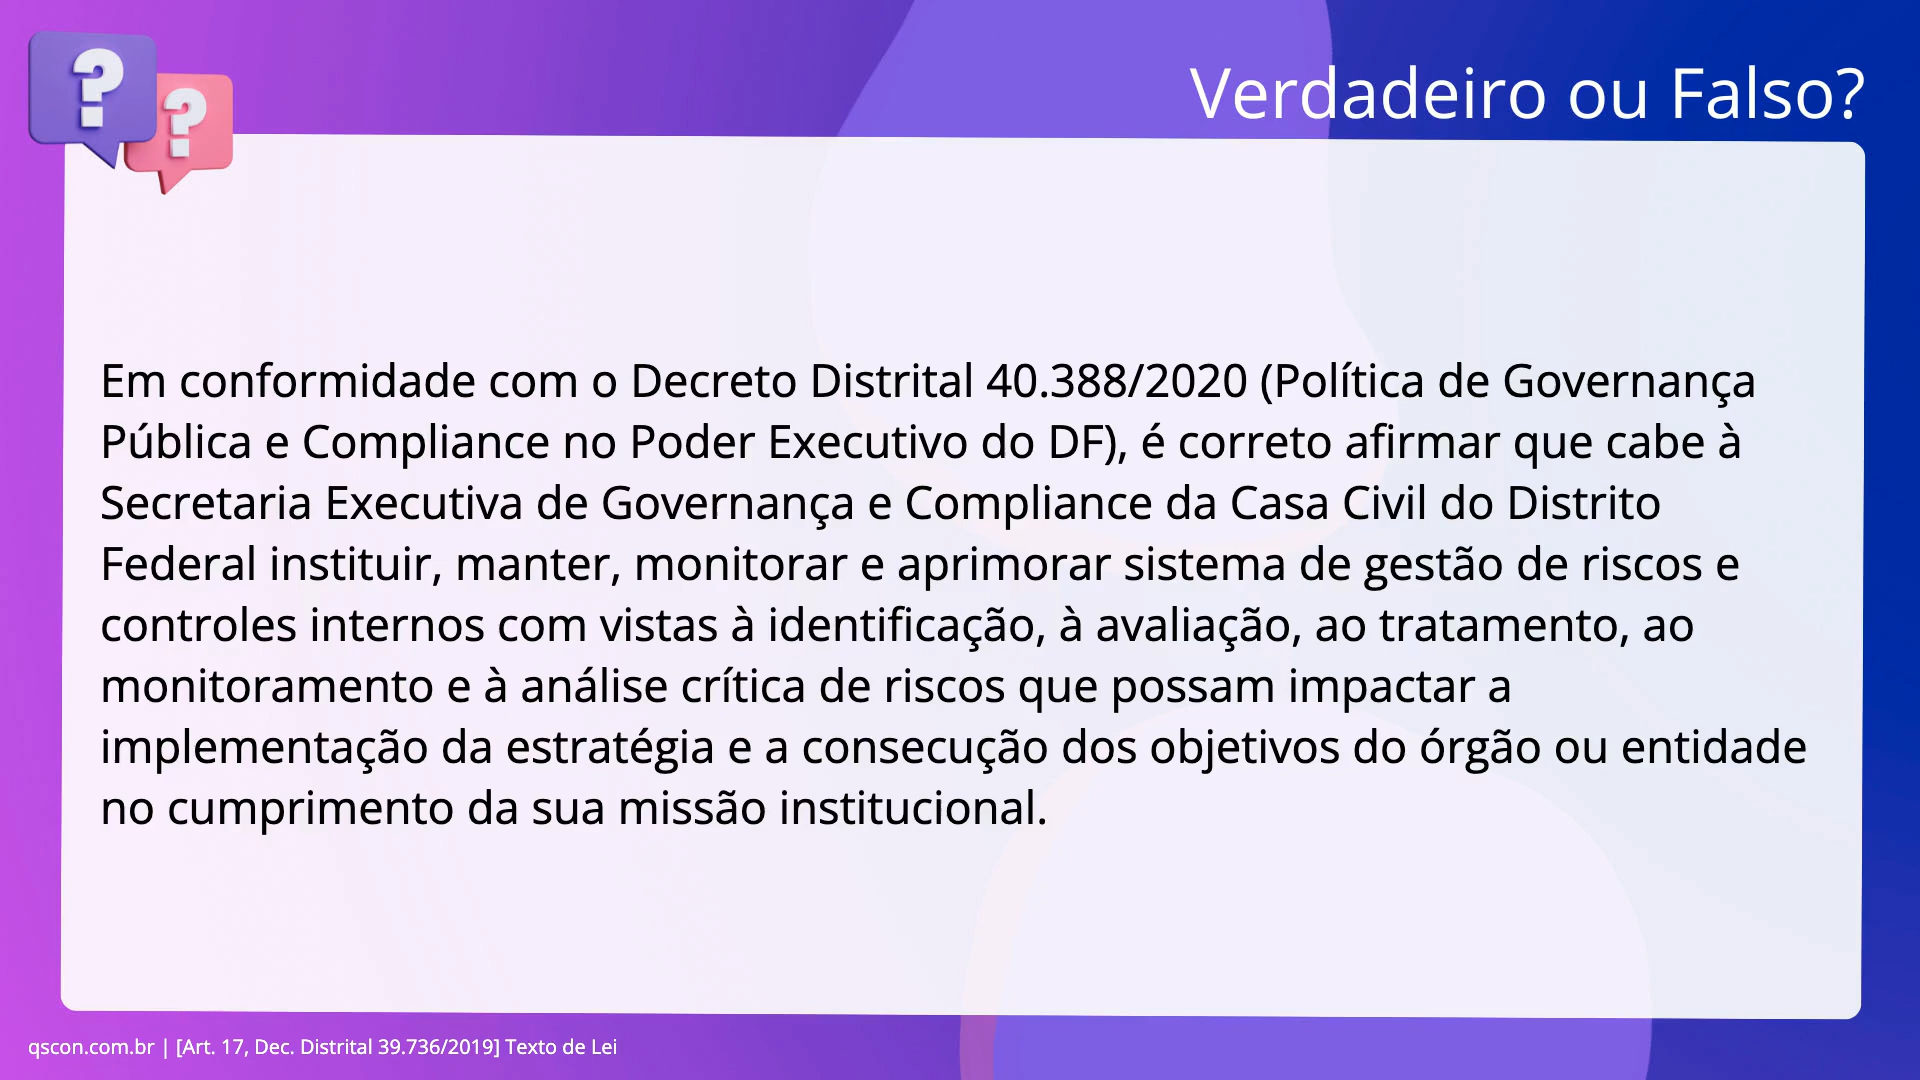 Verdadeiro ou Falso?
Em conformidade com o Decreto Distrital 40.388/2020 (Política de Governança
Pública e Compliance no Poder Executivo do DF), é correto afirmar que cabe à
Secretaria Executiva de Governança e Compliance da Casa Civil do Distrito
Federal instituir, manter, monitorar e aprimorar sistema de gestão de riscos e
controles internos com vistas à identificação, à avaliação, ao tratamento, ao
monitoramento e à análise crítica de riscos que possam impactar a
implementação da estratégia e a consecução dos objetivos do órgão ou entidade
no cumprimento da sua missão institucional.
qscon.com.br | [Art. 17, Dec. Distrital 39.736/2019] Texto de Lei